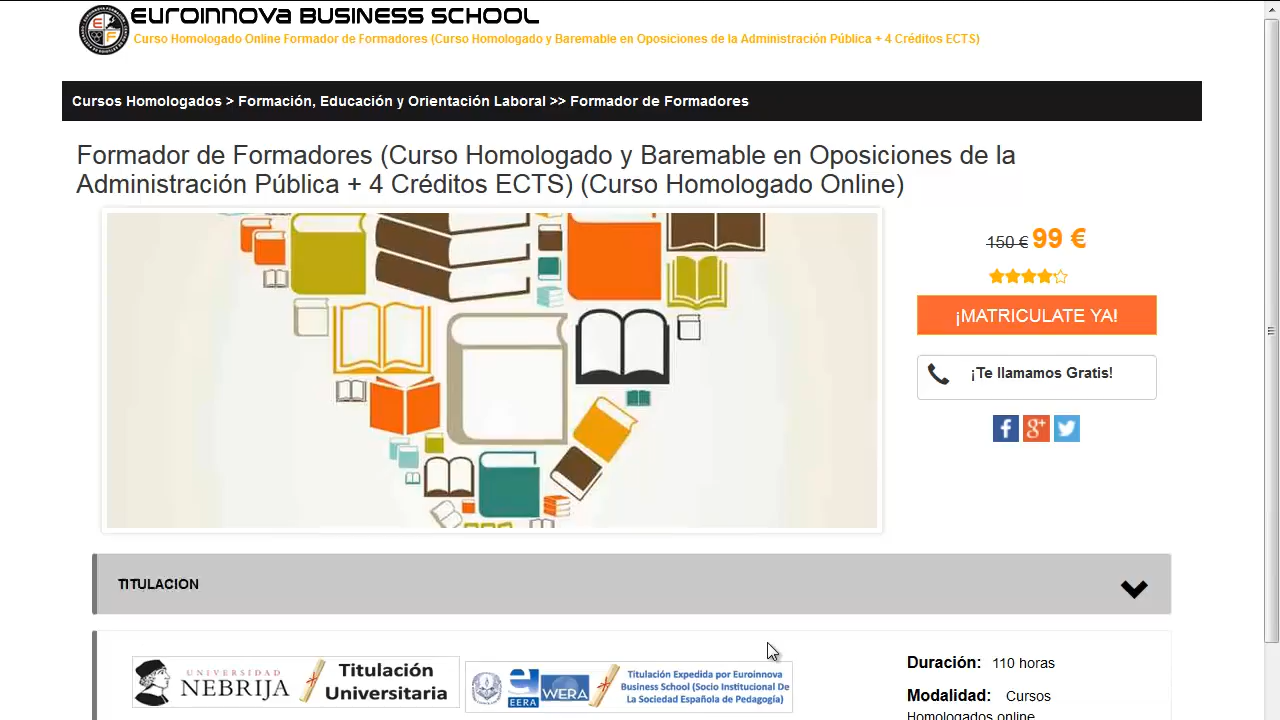 EUROINNOVA BUSINESS SCHOOL
Curso Homologado Online Formador de Formadores (Curso Homologado y Baremable en Oposiciones de la Administración Pública + 4 Créditos ECTS)
Cursos Homologados > Formación, Educación y Orientación Laboral >> Formador de Formadores
Formador de Formadores (Curso Homologado y Baremable en Oposiciones de la
Administración Pública + 4 Créditos ECTS) (Curso Homologado Online)
150 € 99 €
¡MATRICULATE YA!
¡Te llamamos Gratis!
TITULACION
UNIVERSIDAD
NEBRIJA
Titulación
Universitaria
EERA
WERA
Titulación Expedida por Euroinnova
Business School (Socio Institucional De
La Sociedad Española de Pedagogía)
Duración: 110 horas
Modalidad: Cursos
Homologados online